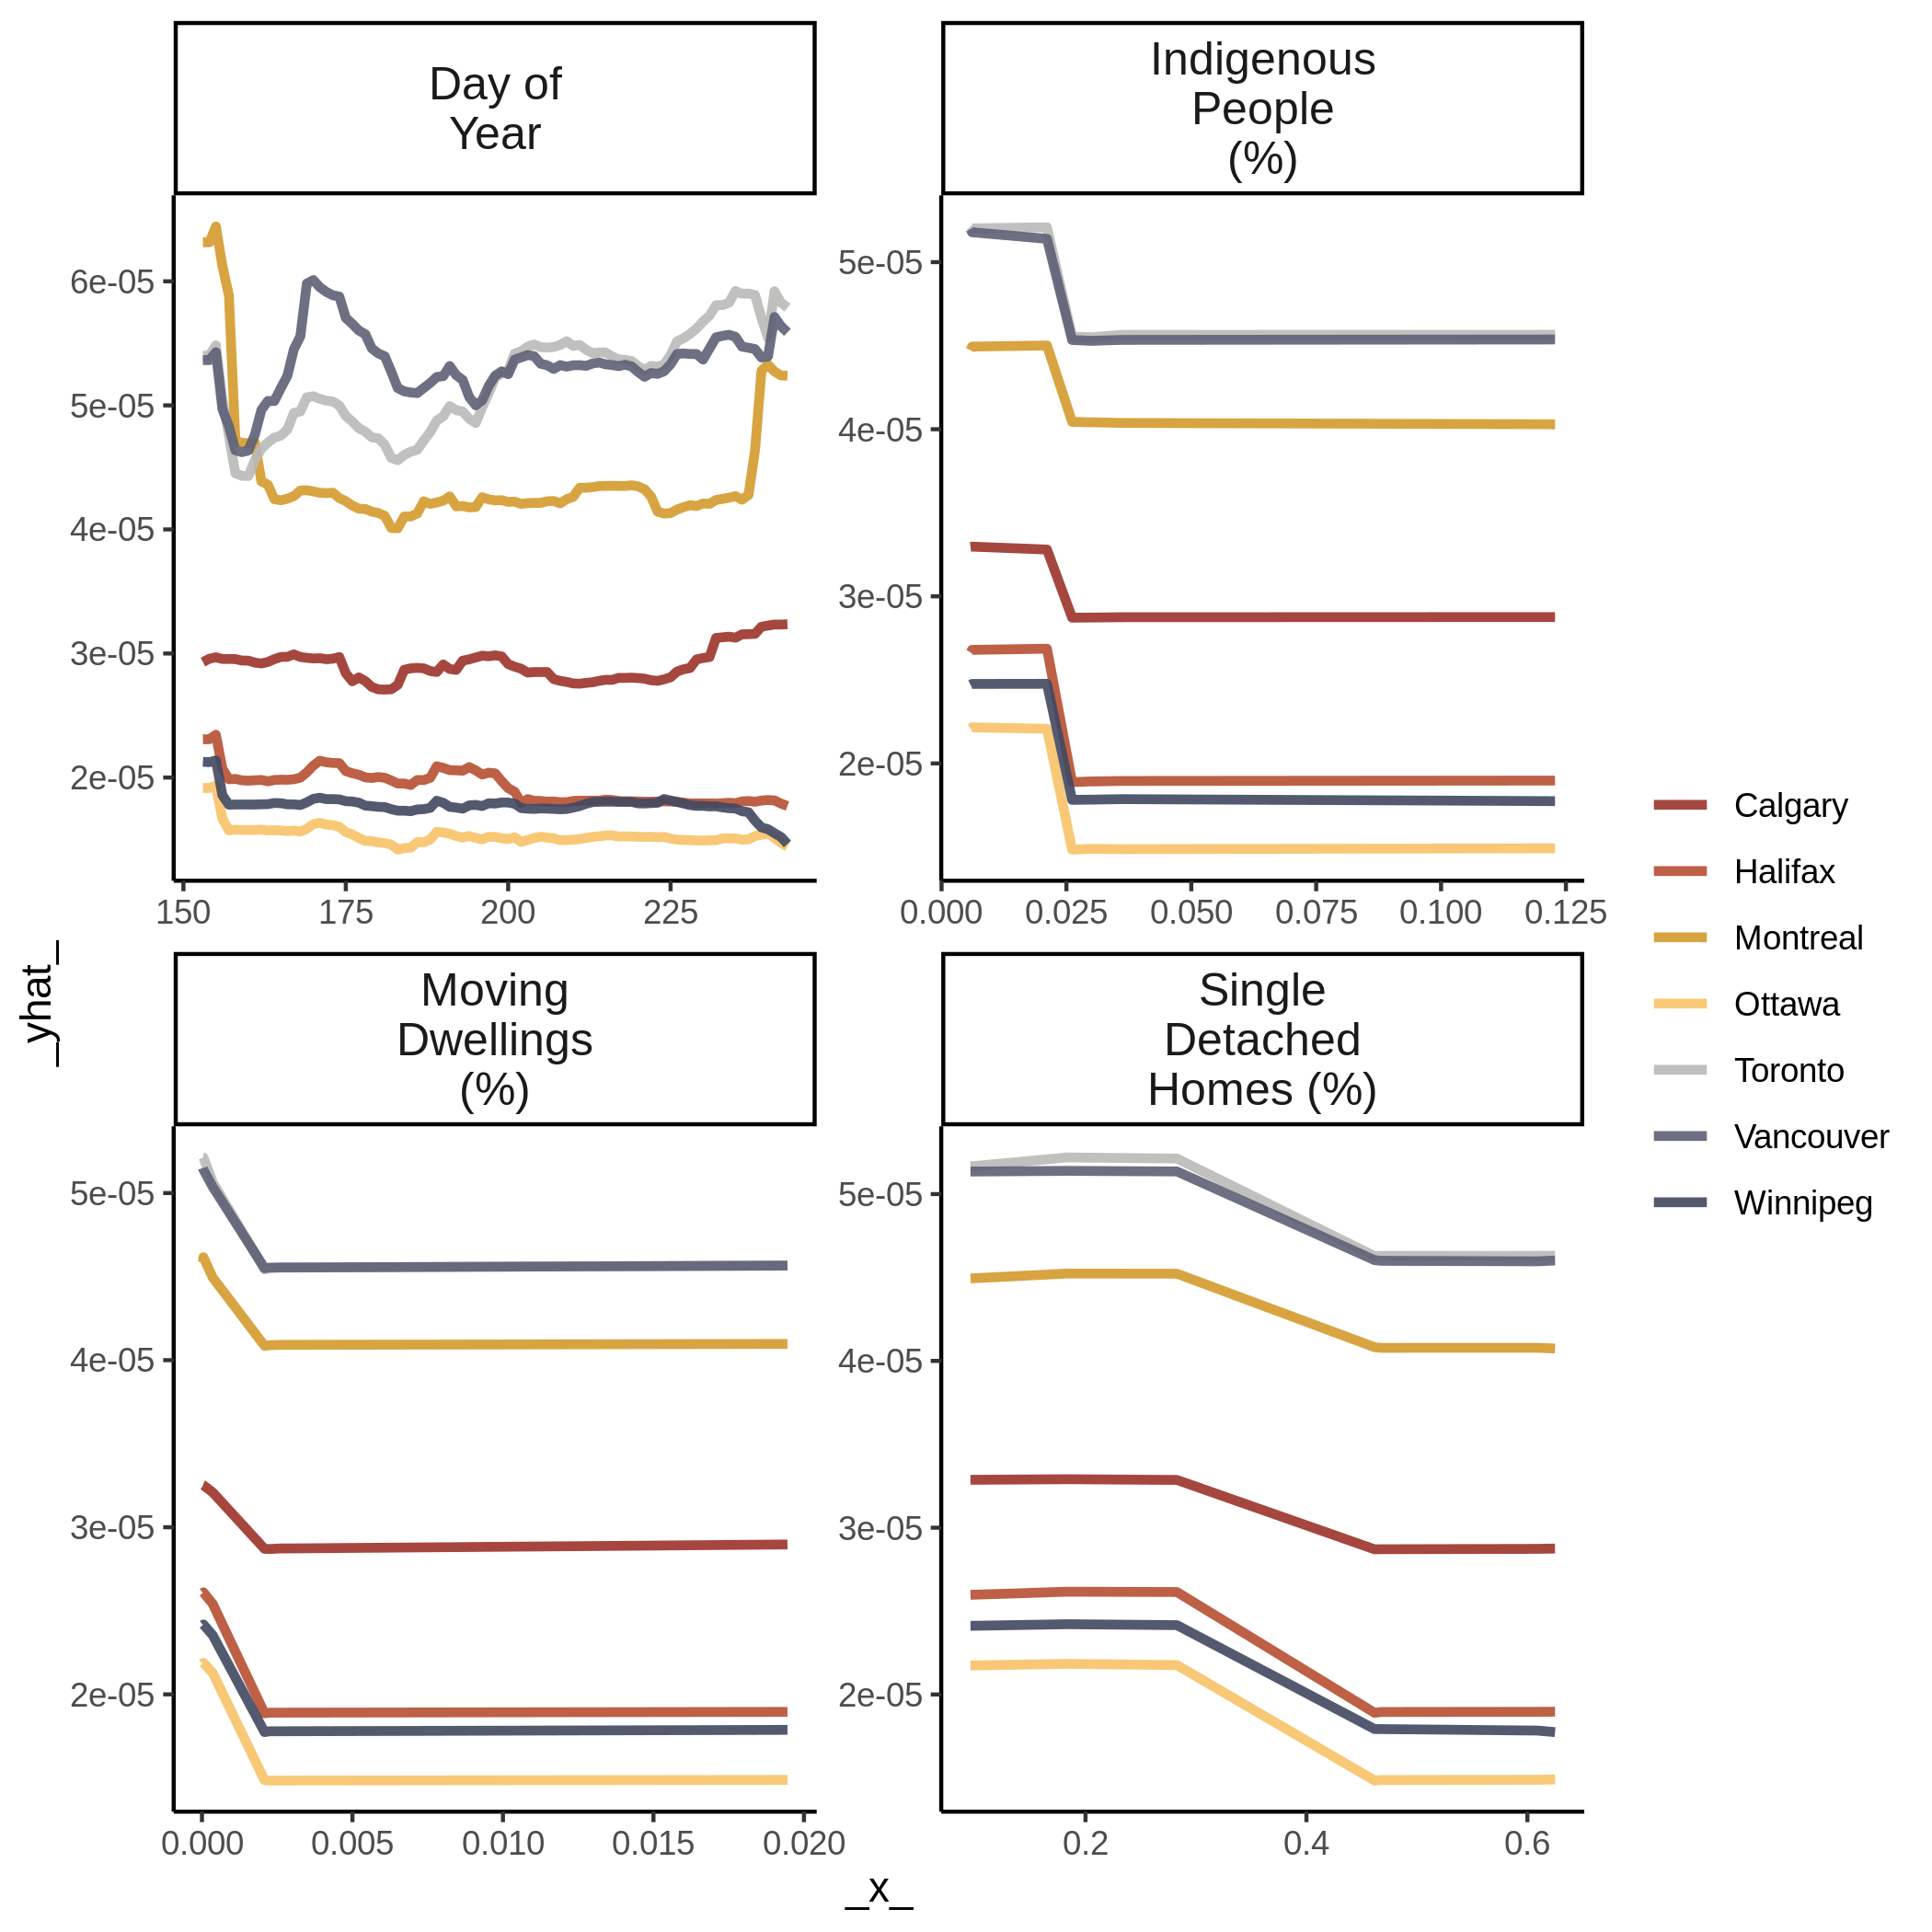 Day of
Year
Indigenous
People
(%)
6e-05
5e-05
4e-05
3e-05
2e-05
5e-05
4e-05
3e-05
2e-05
150 175 200 225
0.000 0.025 0.050 0.075 0.100 0.125
Moving
Dwellings
(%)
Single
Detached
Homes (%)
5e-05
4e-05
3e-05
2e-05
5e-05
4e-05
3e-05
2e-05
0.000 0.005 0.010 0.015 0.020
0.2 0.4 0.6
_x_
_yhat_
Calgary
Halifax
Montreal
Ottawa
Toronto
Vancouver
Winnipeg